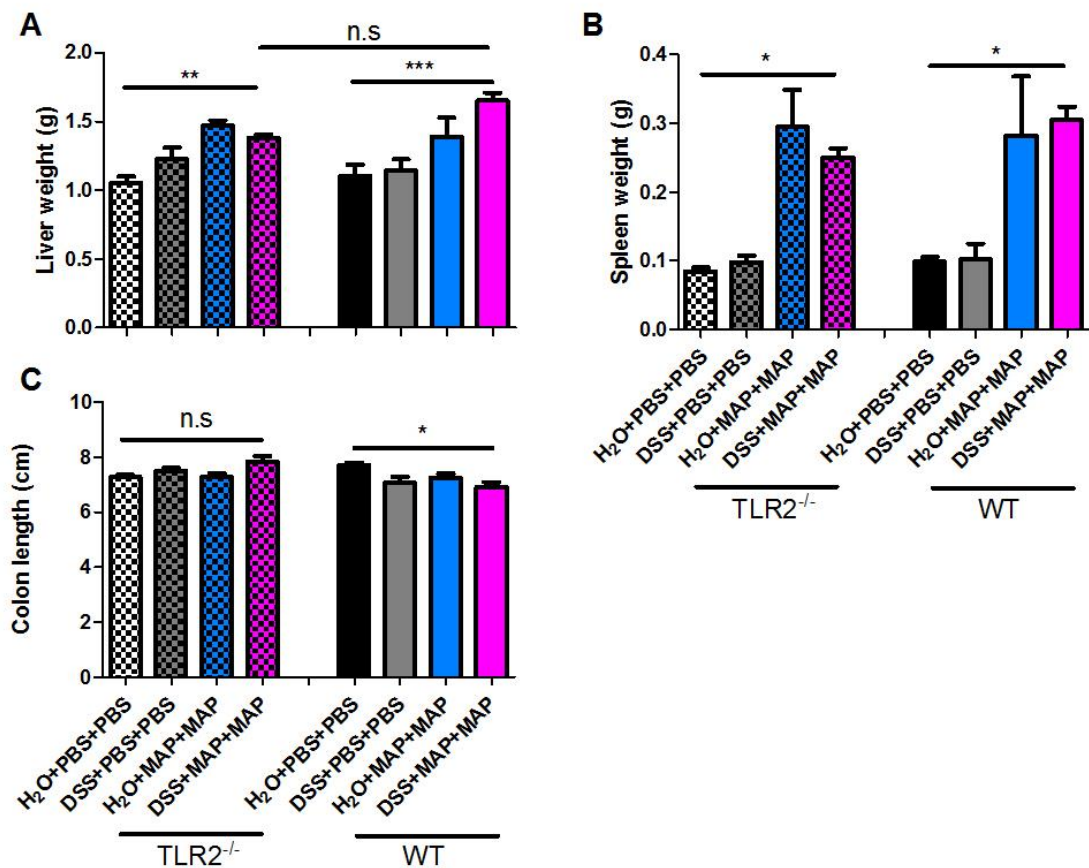 A
n.s
2.0
**
***
1.5
1.0
0.5
0.0
Liver weight (g)
B
0.4
*
*
0.3
0.2
0.1
0.0
Spleen weight (g)
H₂O+PBS+PBS
DSS+PBS+PBS
H₂O+MAP+MAP
DSS+MAP+MAP
H₂O+PBS+PBS
DSS+PBS+PBS
H₂O+MAP+MAP
DSS+MAP+MAP
TLR2⁻/⁻
WT
C
10
n.s
*
8
6
4
2
0
Colon length (cm)
H₂O+PBS+PBS
DSS+PBS+PBS
H₂O+MAP+MAP
DSS+MAP+MAP
H₂O+PBS+PBS
DSS+PBS+PBS
H₂O+MAP+MAP
DSS+MAP+MAP
TLR2⁻/⁻
WT